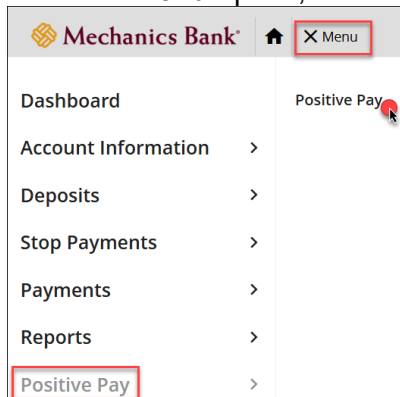 Mechanics Bank
Menu
Dashboard
Positive Pay
Account Information
Deposits
Stop Payments
Payments
Reports
Positive Pay